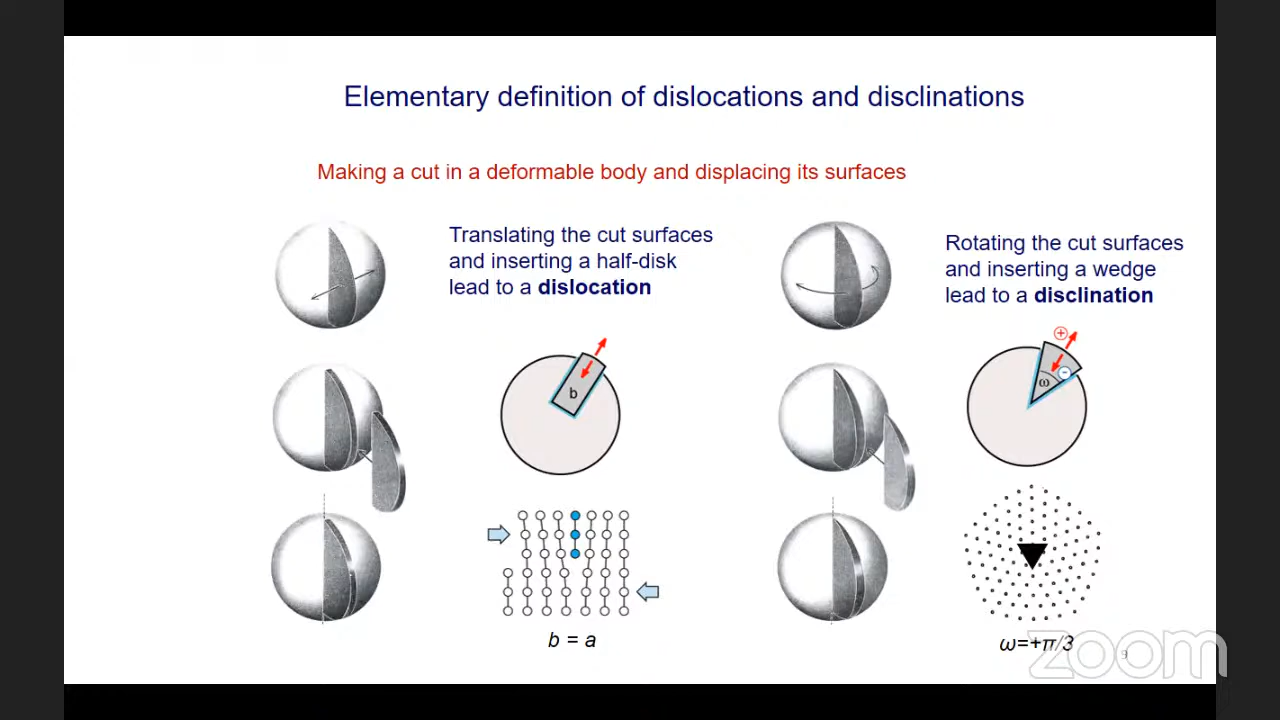 Elementary definition of dislocations and disclinations
Making a cut in a deformable body and displacing its surfaces
Translating the cut surfaces
and inserting a half-disk
lead to a dislocation
b
b = a
Rotating the cut surfaces
and inserting a wedge
lead to a disclination
+
-
ω
ω=+π/3
9
zoom